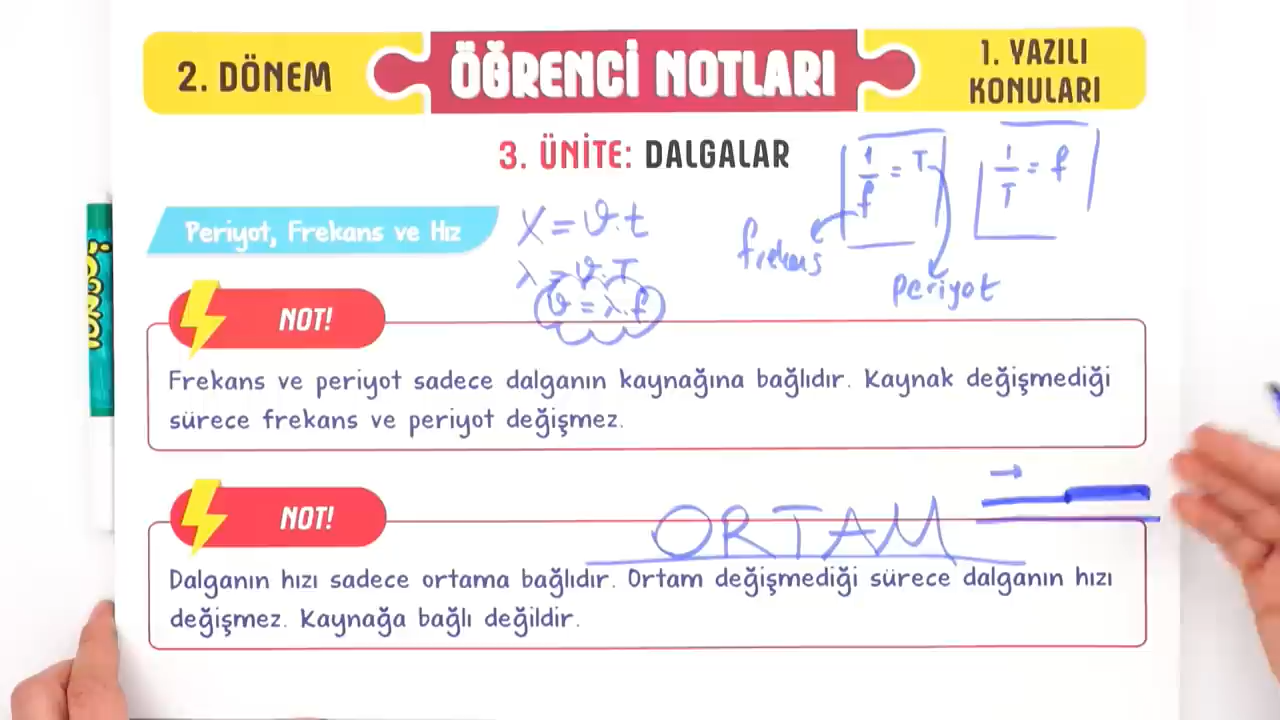 2. DÖNEM
ÖĞRENCİ NOTLARI
1. YAZILI
KONULARI
3. ÜNİTE: DALGALAR
1/f = T
1/T = f
frekans
periyot
Periyot, Frekans ve Hız
X = ϑ.t
λ = ϑ.T
ϑ = λ.f
NOT!
Frekans ve periyot sadece dalganın kaynağına bağlıdır. Kaynak değişmediği
sürece frekans ve periyot değişmez.
NOT!
ORTAM
Dalganın hızı sadece ortama bağlıdır. Ortam değişmediği sürece dalganın hızı
değişmez. Kaynağa bağlı değildir.